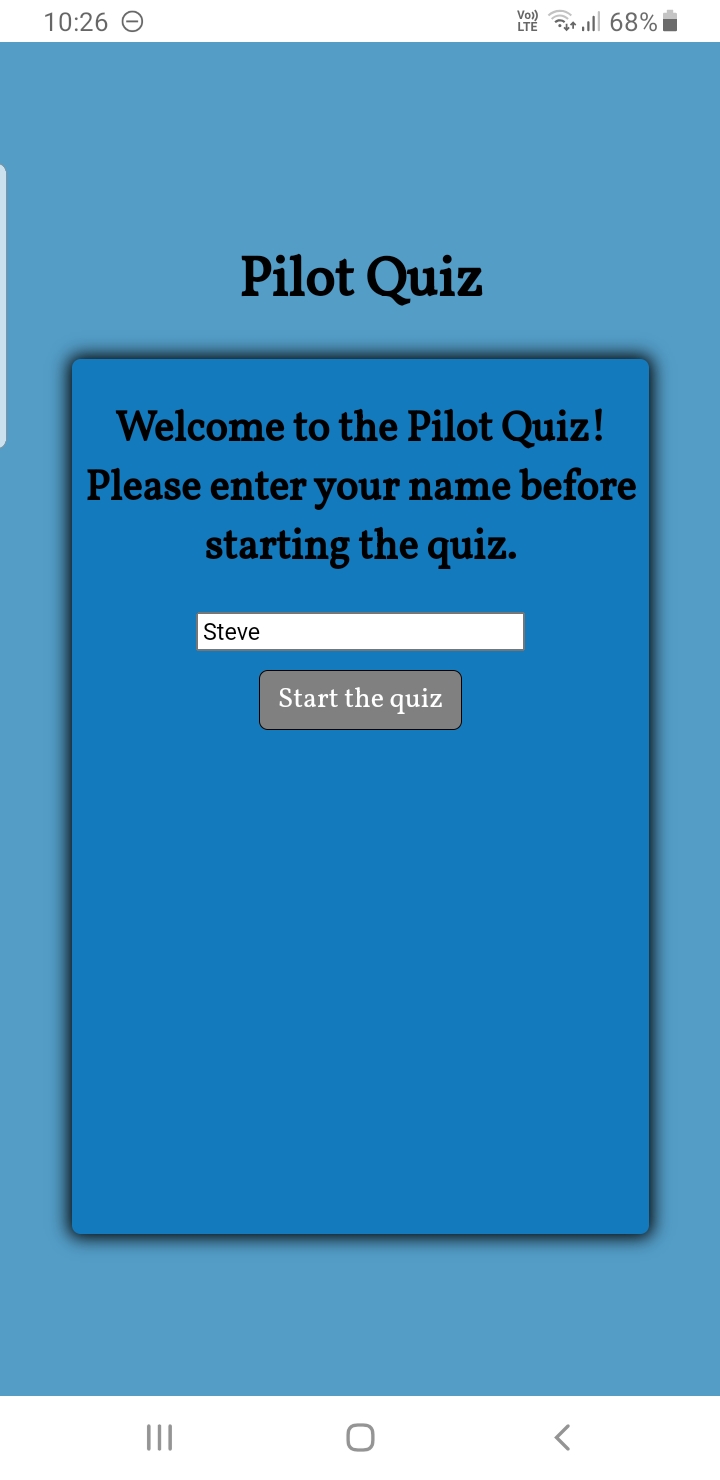 10:26 Vo)) LTE 68%
Pilot Quiz
Welcome to the Pilot Quiz!
Please enter your name before
starting the quiz.
Steve
Start the quiz